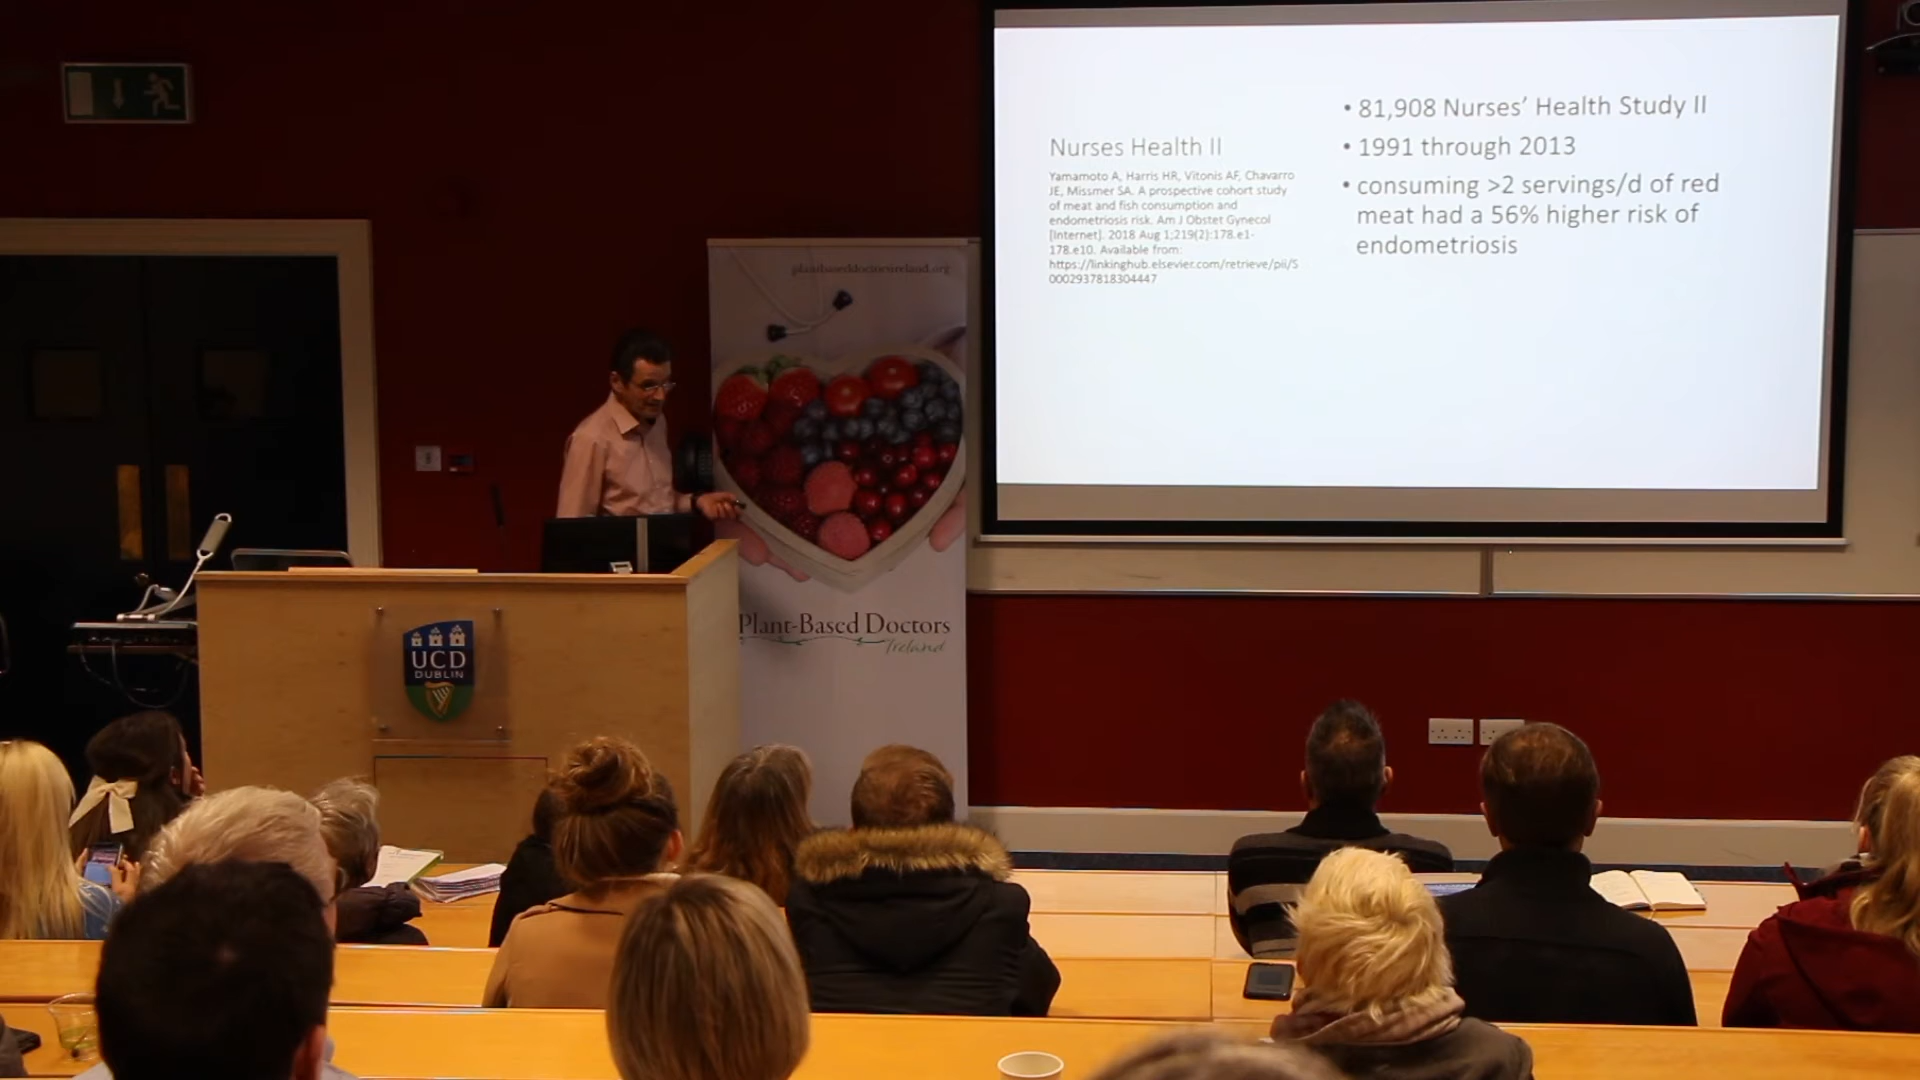 • 81,908 Nurses’ Health Study II
• 1991 through 2013
• consuming >2 servings/d of red
meat had a 56% higher risk of
endometriosis
Nurses Health II
Yamamoto A, Harris HR, Vitonis AF, Chavarro
JE, Missmer SA. A prospective cohort study
of meat and fish consumption and
endometriosis risk. Am J Obstet Gynecol
[Internet]. 2018 Aug 1;219(2):178.e1-
178.e10. Available from:
https://linkinghub.elsevier.com/retrieve/pii/S
0002937818304447
plantbaseddoctorsireland.org
Plant-Based Doctors
Ireland
UCD
DUBLIN